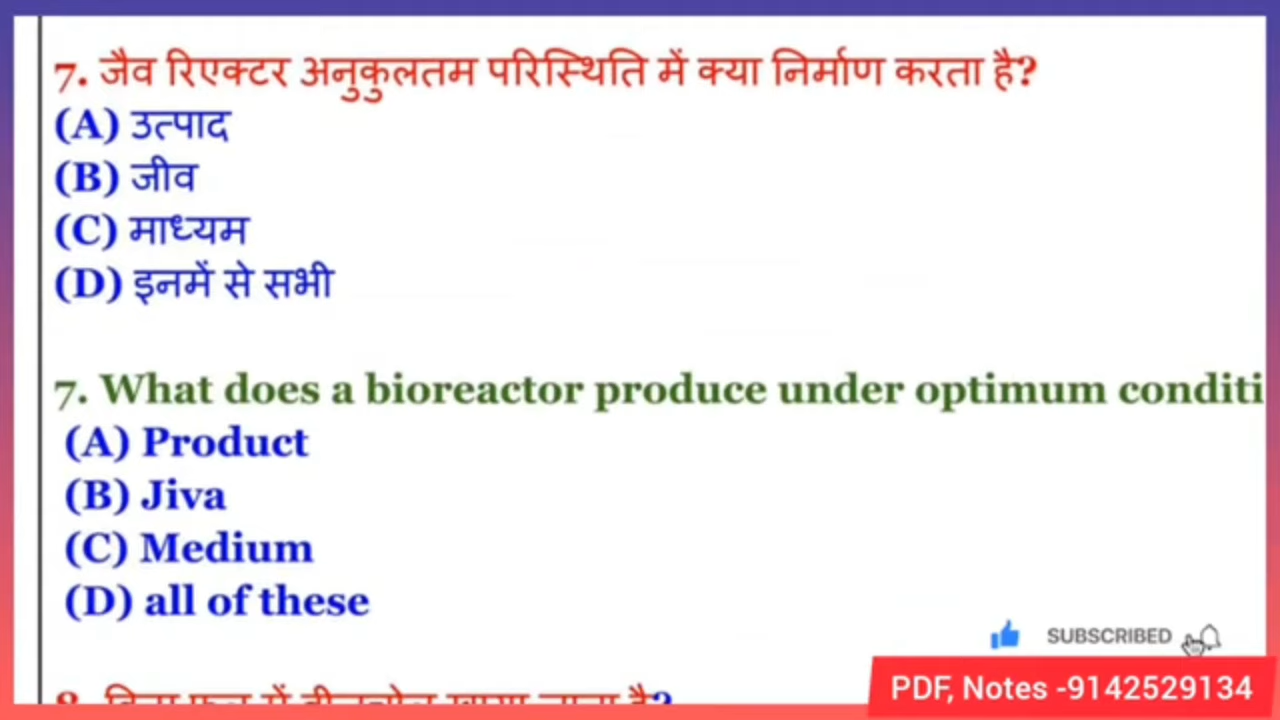 7. जैव रिएक्टर अनुकुलतम परिस्थिति में क्या निर्माण करता है?
(A) उत्पाद
(B) जीव
(C) माध्यम
(D) इनमें से सभी
7. What does a bioreactor produce under optimum conditi
(A) Product
(B) Jiva
(C) Medium
(D) all of these
SUBSCRIBED
PDF, Notes -9142529134